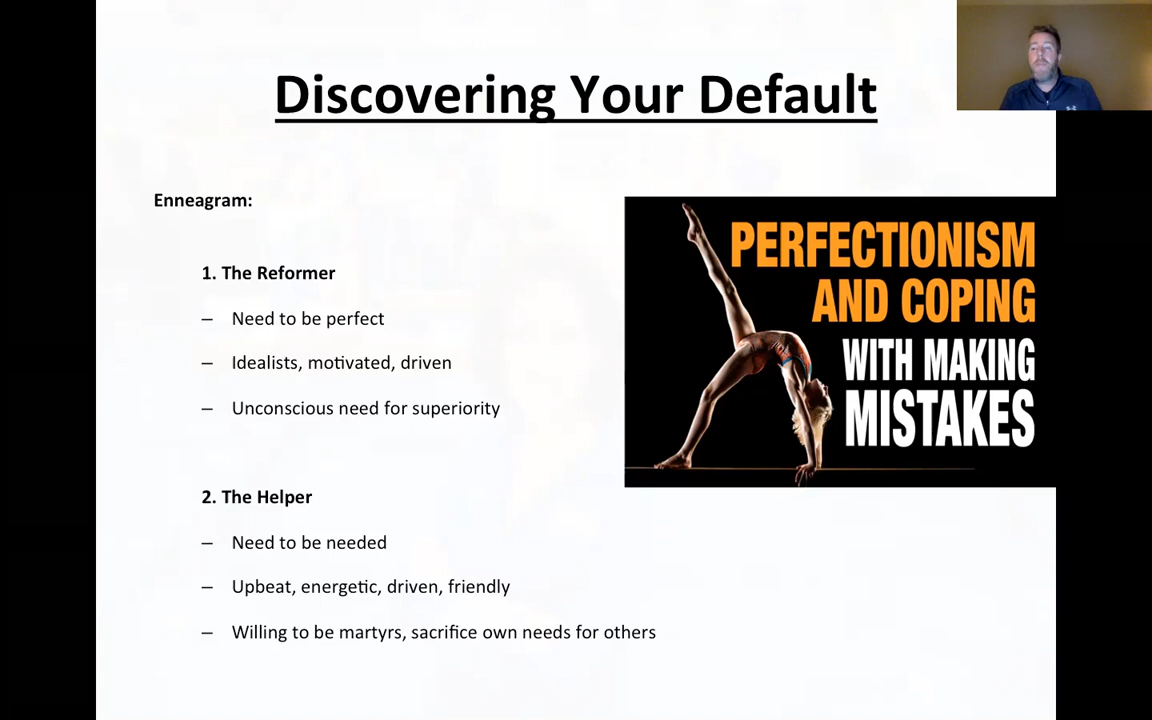 Discovering Your Default
Enneagram:
1. The Reformer
– Need to be perfect
– Idealists, motivated, driven
– Unconscious need for superiority
2. The Helper
– Need to be needed
– Upbeat, energetic, driven, friendly
– Willing to be martyrs, sacrifice own needs for others
PERFECTIONISM
AND COPING
WITH MAKING
MISTAKES